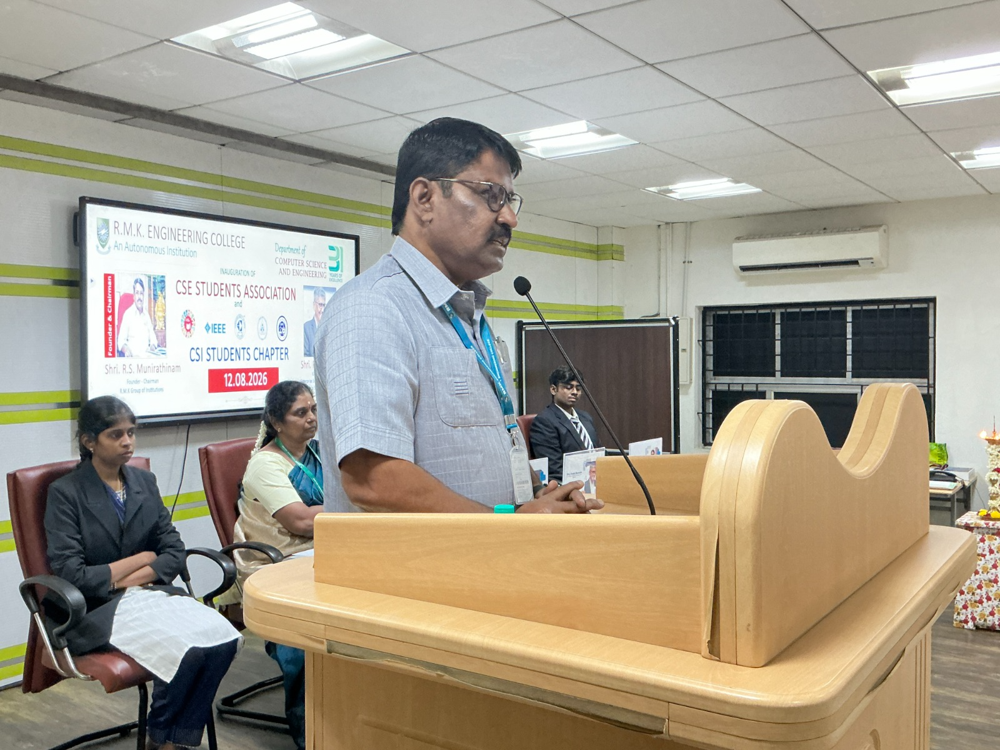 R.M.K. ENGINEERING COLLEGE
An Autonomous Institution
Department of
COMPUTER SCIENCE
AND ENGINEERING
31
YEARS OF
EXCELLENCE
INAUGURATION OF
CSE STUDENTS ASSOCIATION
and
IEEE
CSI STUDENTS CHAPTER
12.08.2026
Founder & Chairman
Shri. R.S. Munirathinam
Founder - Chairman
R.M.K Group of Institutions
Shri.